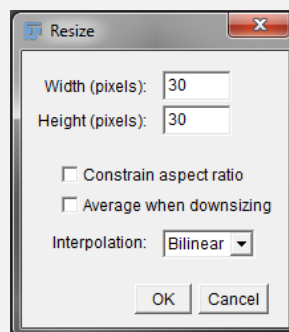 Resize
Width (pixels): 30
Height (pixels): 30
Constrain aspect ratio
Average when downsizing
Interpolation: Bilinear
OK Cancel